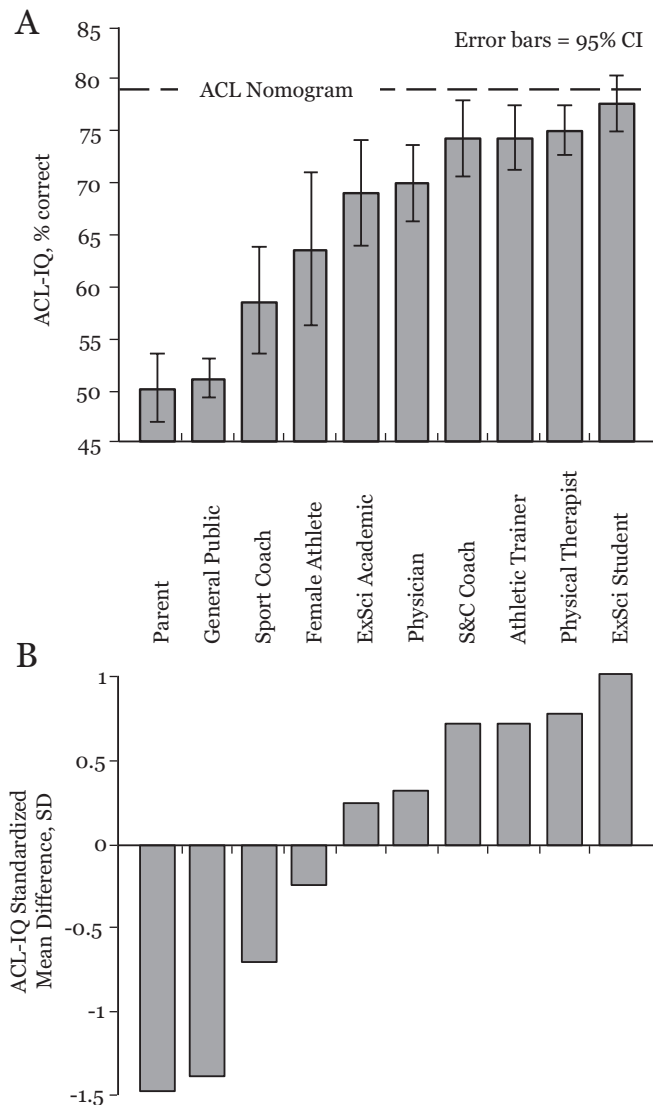 A
Error bars = 95% CI
ACL Nomogram
ACL-IQ, % correct
85
80
75
70
65
60
55
50
45
Parent
General Public
Sport Coach
Female Athlete
ExSci Academic
Physician
S&C Coach
Athletic Trainer
Physical Therapist
ExSci Student
B
ACL-IQ Standardized
Mean Difference, SD
1
0.5
0
-0.5
-1
-1.5